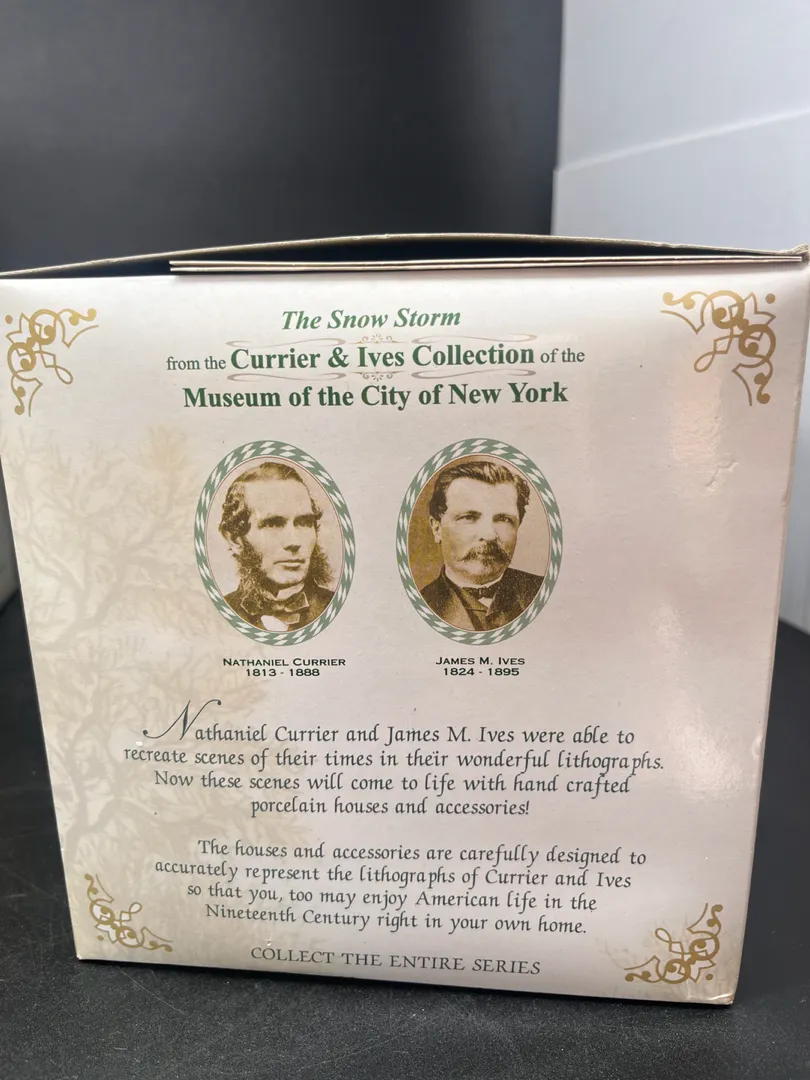 The Snow Storm
from the Currier & Ives Collection of the
Museum of the City of New York
NATHANIEL CURRIER
1813 - 1888
JAMES M. IVES
1824 - 1895
Nathaniel Currier and James M. Ives were able to
recreate scenes of their times in their wonderful lithographs.
Now these scenes will come to life with hand crafted
porcelain houses and accessories!
The houses and accessories are carefully designed to
accurately represent the lithographs of Currier and Ives
so that you, too may enjoy American life in the
Nineteenth Century right in your own home.
COLLECT THE ENTIRE SERIES